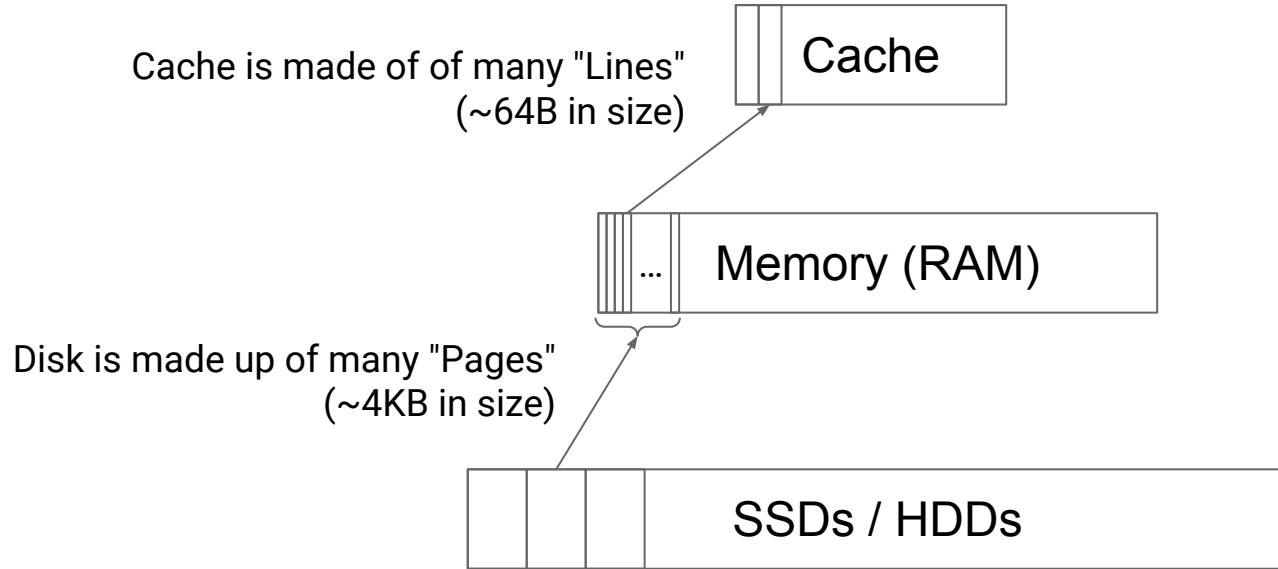 Cache is made of of many "Lines"
(~64B in size)
Cache
...
Memory (RAM)
Disk is made up of many "Pages"
(~4KB in size)
SSDs / HDDs